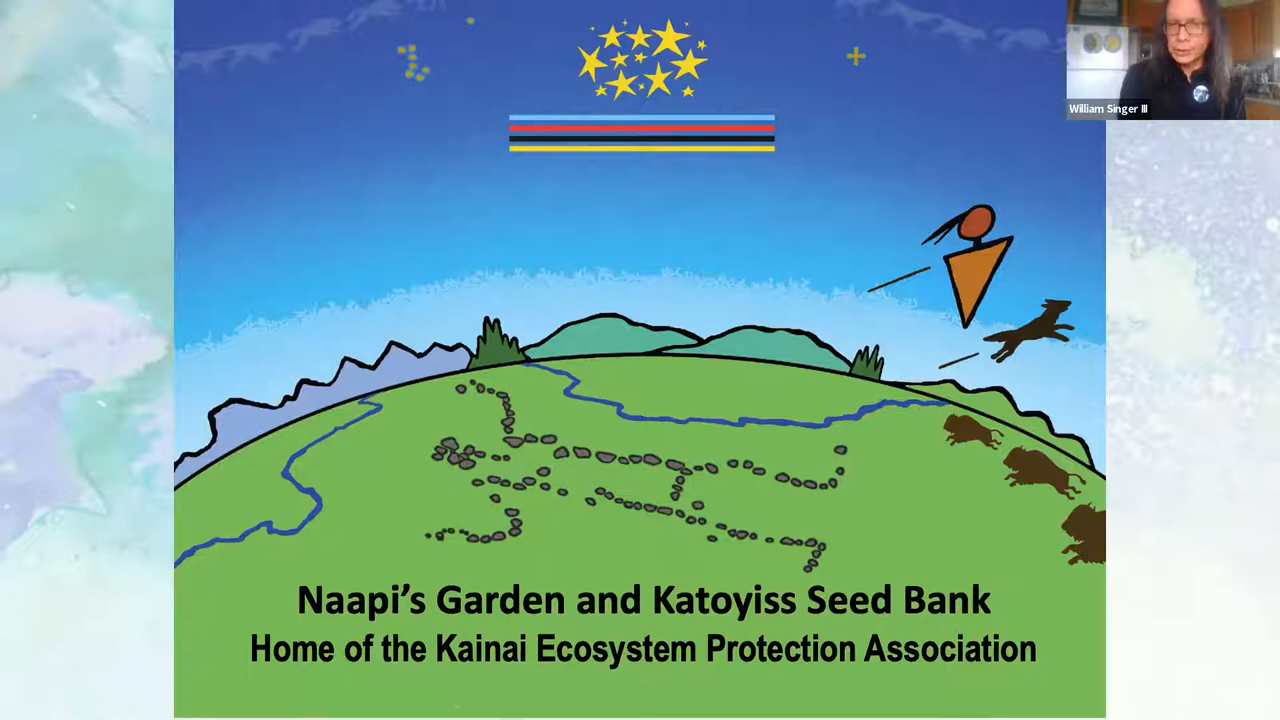 William Singer III
Naapi's Garden and Katoyiss Seed Bank
Home of the Kainai Ecosystem Protection Association